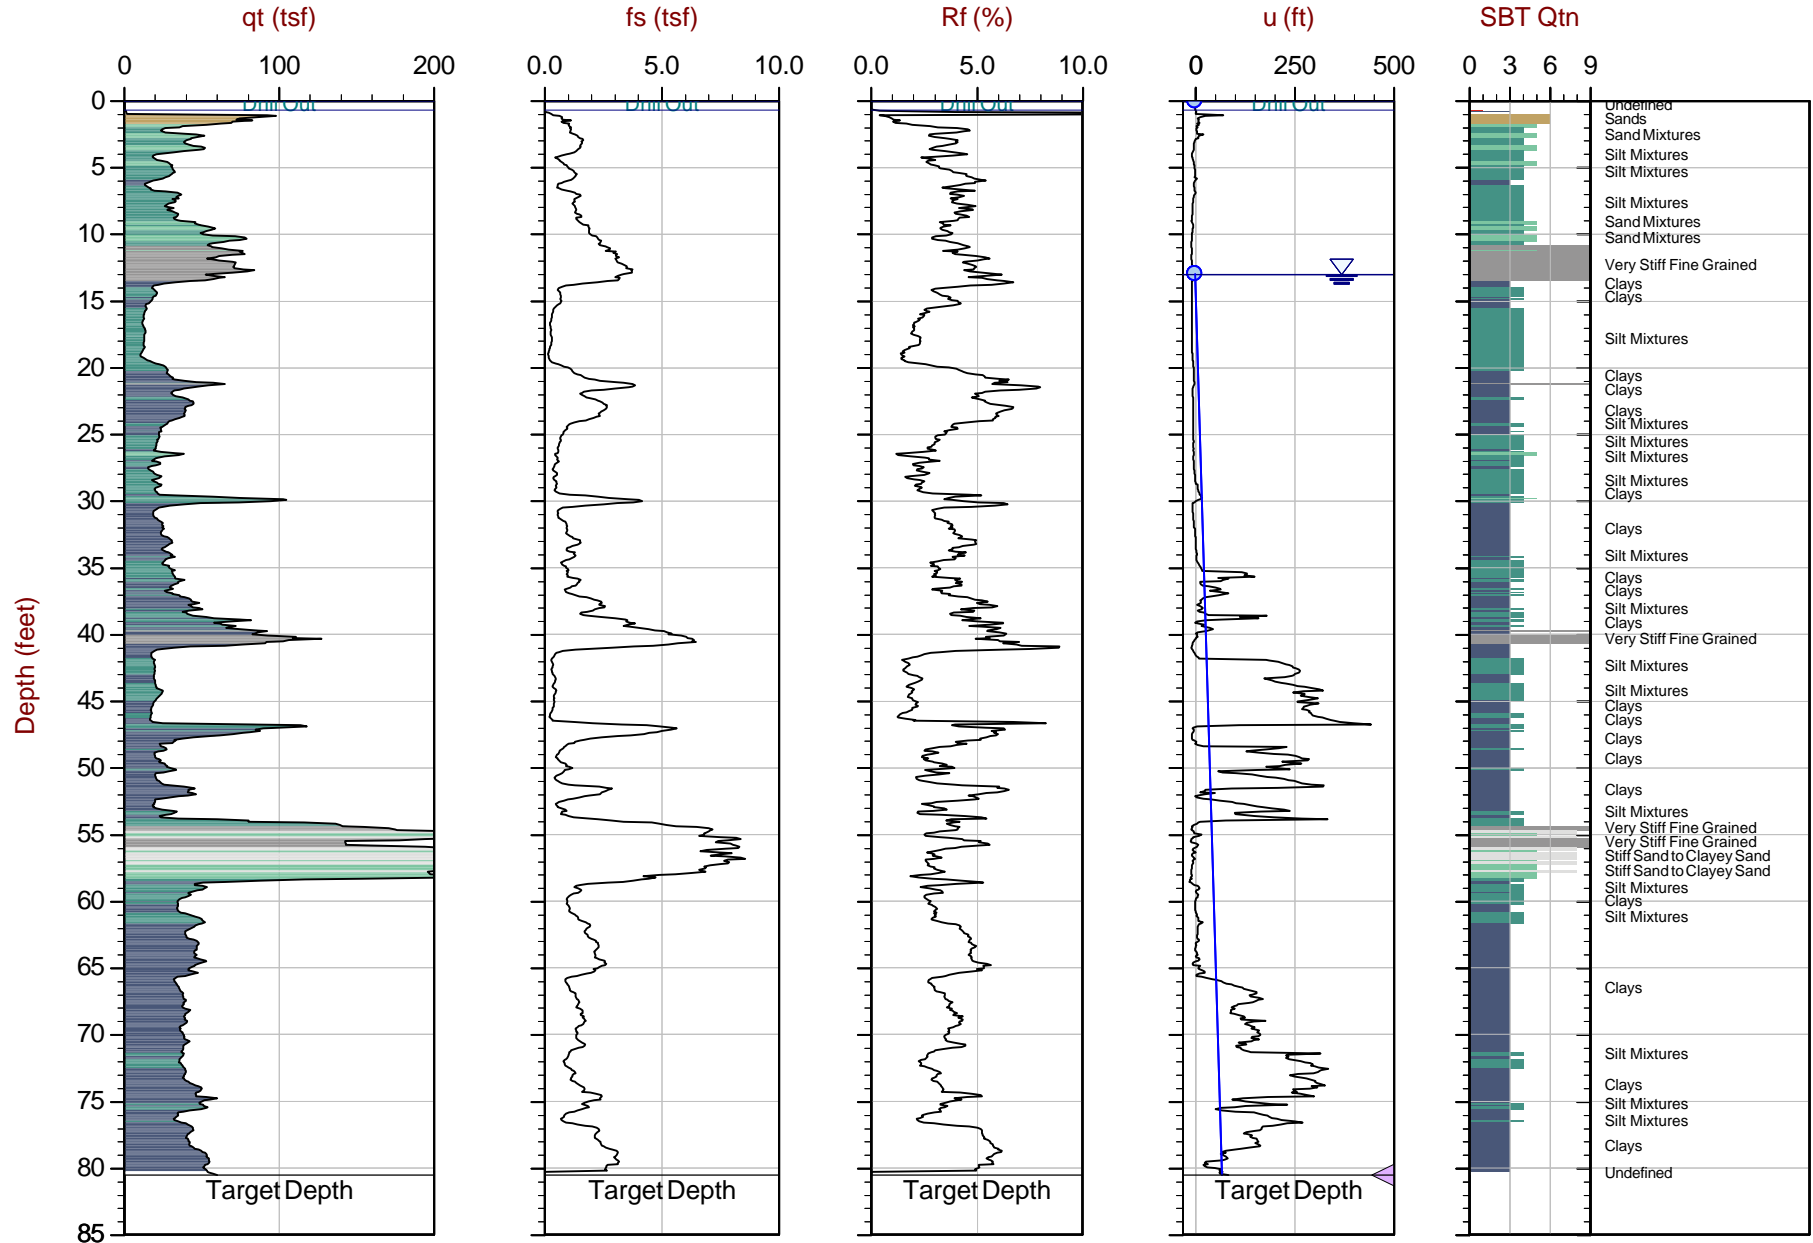 qt (tsf) fs (tsf) Rf (%) u (ft) SBT Qtn
0 100 200 0.0 5.0 10.0 0.0 5.0 10.0 0 250 500 0 3 6 9
Depth (feet)
0
5
10
15
20
25
30
35
40
45
50
55
60
65
70
75
80
85
Drill Out Drill Out Drill Out Drill Out
Undefined
Sands
Sand Mixtures
Silt Mixtures
Silt Mixtures
Silt Mixtures
Sand Mixtures
Sand Mixtures
Very Stiff Fine Grained
Clays
Clays
Silt Mixtures
Clays
Clays
Clays
Silt Mixtures
Silt Mixtures
Silt Mixtures
Silt Mixtures
Clays
Clays
Silt Mixtures
Clays
Clays
Silt Mixtures
Clays
Very Stiff Fine Grained
Silt Mixtures
Silt Mixtures
Clays
Clays
Clays
Clays
Clays
Silt Mixtures
Very Stiff Fine Grained
Very Stiff Fine Grained
Stiff Sand to Clayey Sand
Stiff Sand to Clayey Sand
Silt Mixtures
Clays
Silt Mixtures
Clays
Silt Mixtures
Clays
Silt Mixtures
Silt Mixtures
Clays
Undefined
Target Depth Target Depth Target Depth Target Depth